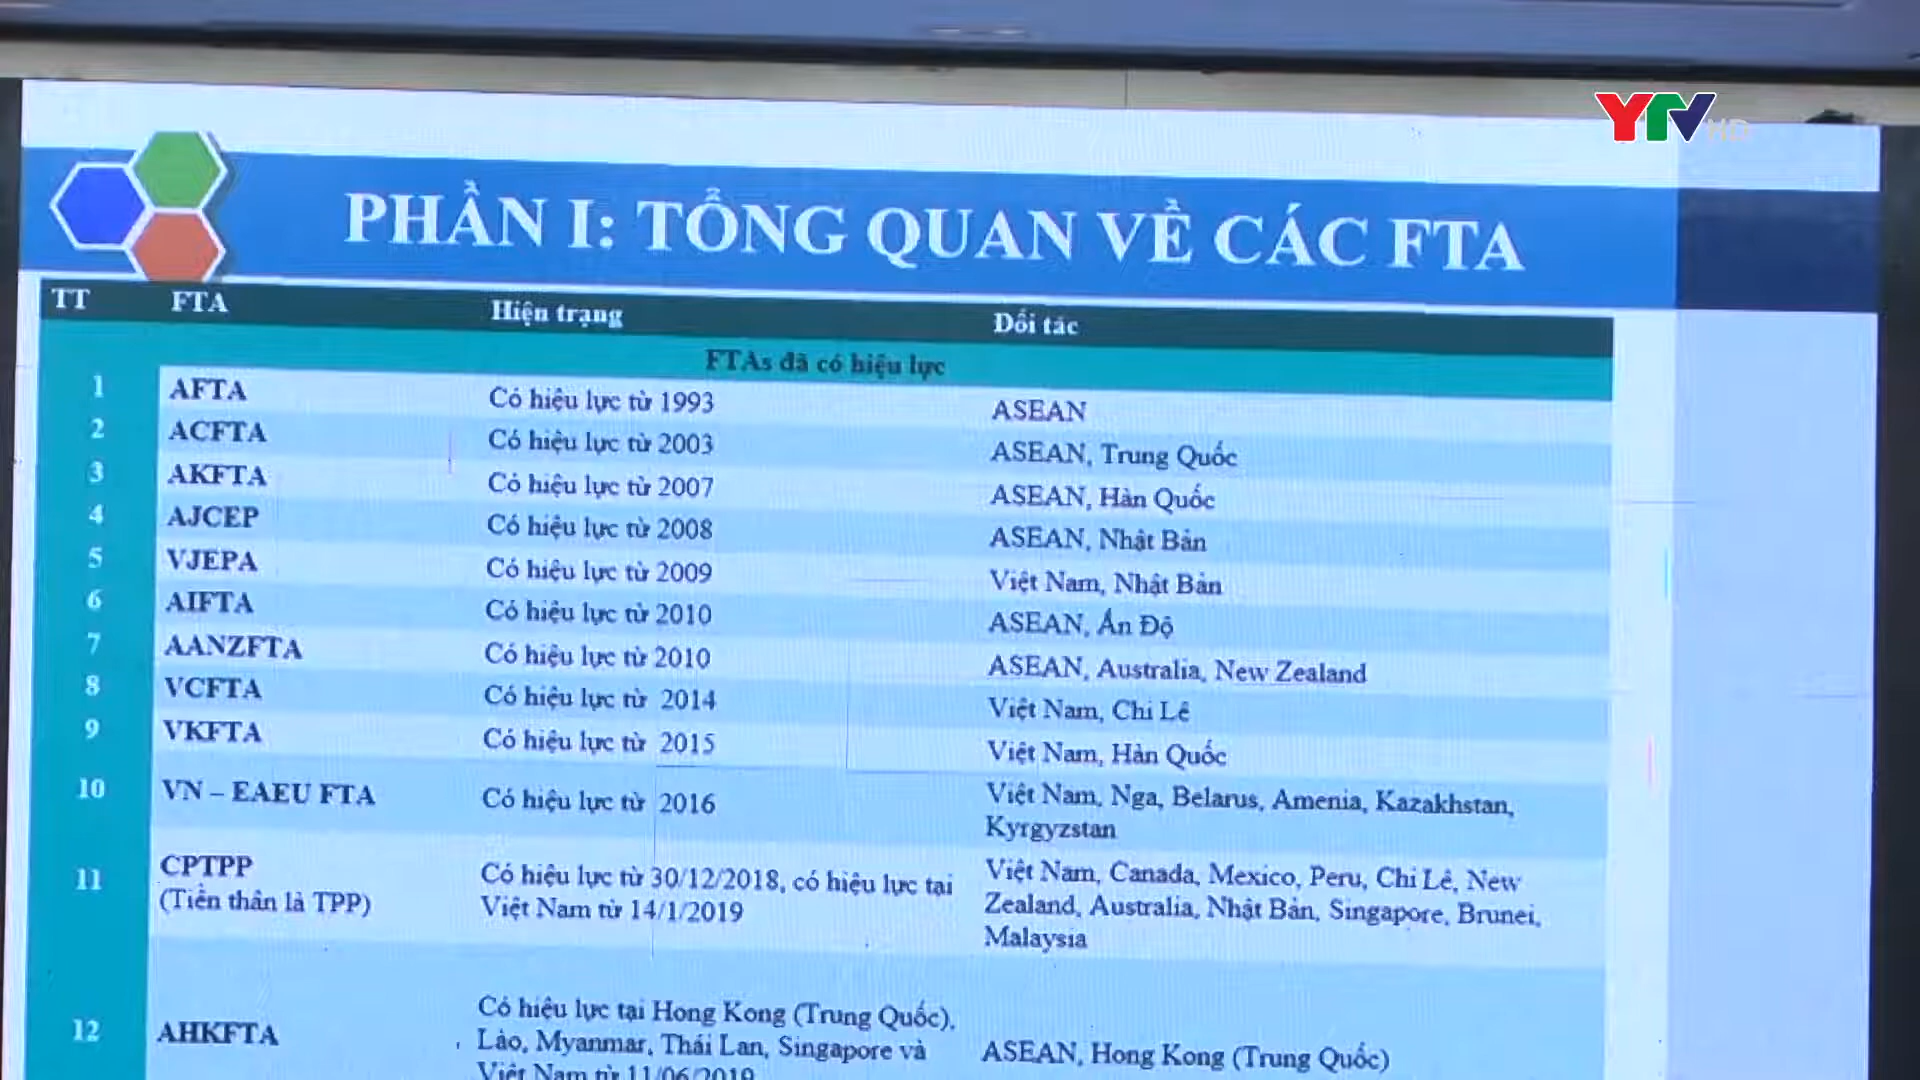 YTV HD
PHẦN I: TỔNG QUAN VỀ CÁC FTA
TT FTA Hiện trạng Đối tác
FTAs đã có hiệu lực
1 AFTA Có hiệu lực từ 1993 ASEAN
2 ACFTA Có hiệu lực từ 2003 ASEAN, Trung Quốc
3 AKFTA Có hiệu lực từ 2007 ASEAN, Hàn Quốc
4 AJCEP Có hiệu lực từ 2008 ASEAN, Nhật Bản
5 VJEPA Có hiệu lực từ 2009 Việt Nam, Nhật Bản
6 AIFTA Có hiệu lực từ 2010 ASEAN, Ấn Độ
7 AANZFTA Có hiệu lực từ 2010 ASEAN, Australia, New Zealand
8 VCFTA Có hiệu lực từ 2014 Việt Nam, Chi Lê
9 VKFTA Có hiệu lực từ 2015 Việt Nam, Hàn Quốc
10 VN – EAEU FTA Có hiệu lực từ 2016 Việt Nam, Nga, Belarus, Amenia, Kazakhstan,
Kyrgyzstan
11 CPTPP
(Tiền thân là TPP)
Có hiệu lực từ 30/12/2018, có hiệu lực tại
Việt Nam từ 14/1/2019
Việt Nam, Canada, Mexico, Peru, Chi Lê, New
Zealand, Australia, Nhật Bản, Singapore, Brunei,
Malaysia
12 AHKFTA
Có hiệu lực tại Hong Kong (Trung Quốc),
Lào, Myanmar, Thái Lan, Singapore và
Việt Nam từ 11/06/2019
ASEAN, Hong Kong (Trung Quốc)